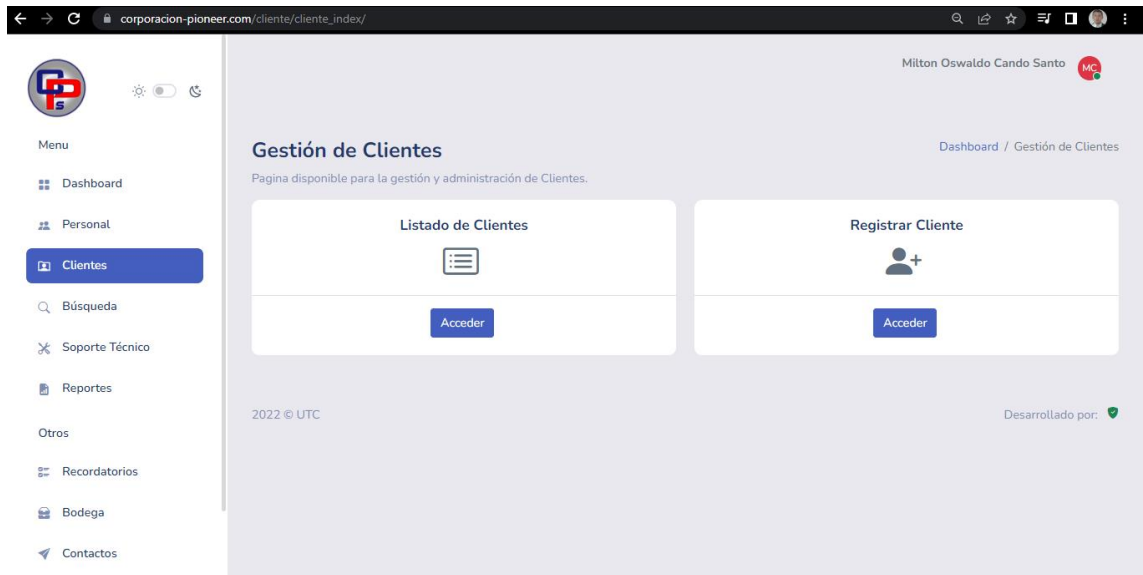 corporacion-pioneer.com/cliente/cliente_index/
CPPs
Milton Oswaldo Cando Santo
MC
Menu
Dashboard
Personal
Clientes
Búsqueda
Soporte Técnico
Reportes
Otros
Recordatorios
Bodega
Contactos
Gestión de Clientes
Dashboard / Gestión de Clientes
Pagina disponible para la gestión y administración de Clientes.
Listado de Clientes
Acceder
Registrar Cliente
Acceder
2022 © UTC
Desarrollado por: